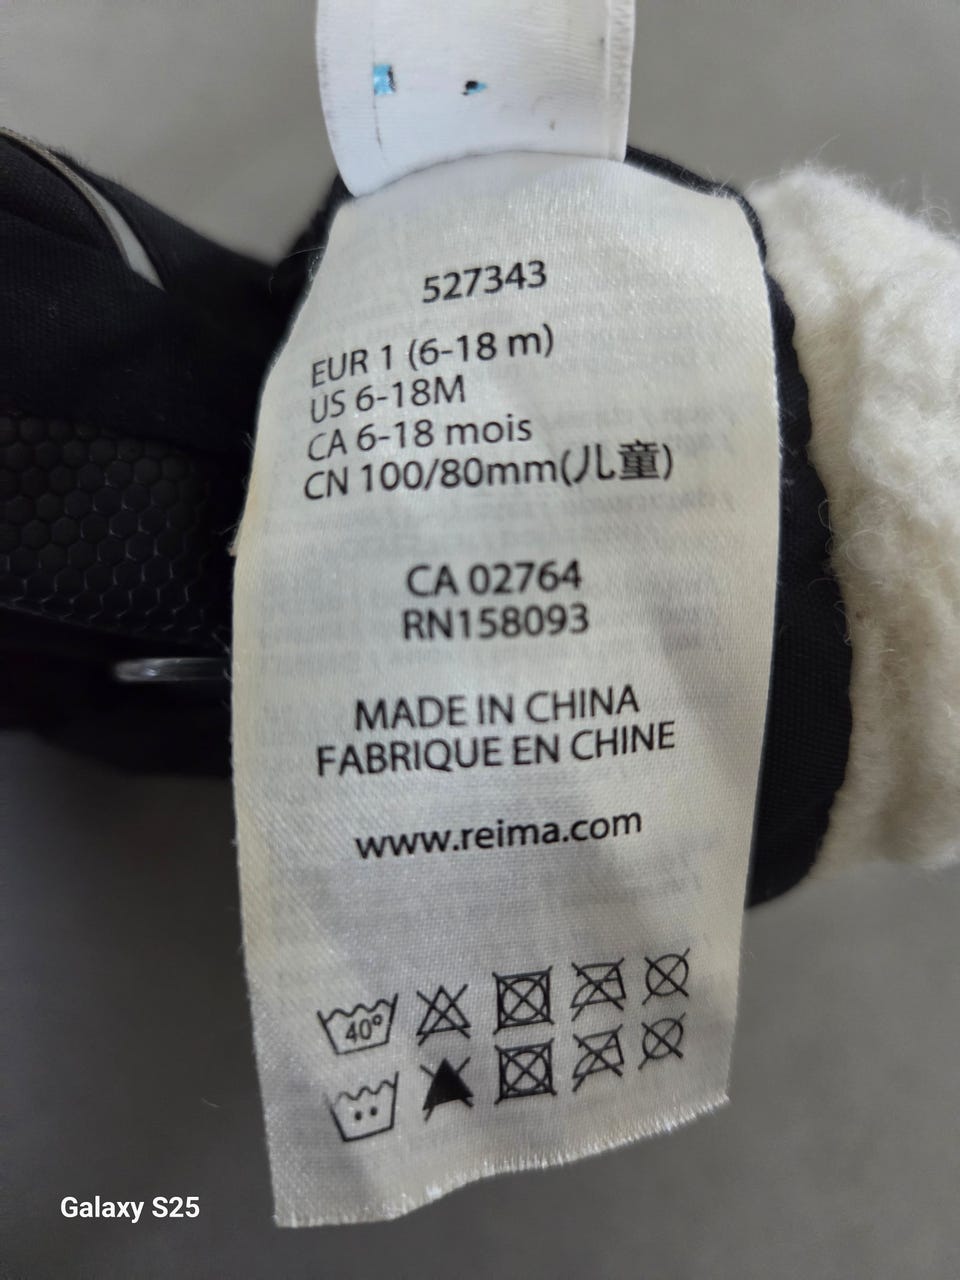 527343
EUR 1 (6-18 m)
US 6-18M
CA 6-18 mois
CN 100/80mm(儿童)
CA 02764
RN158093
MADE IN CHINA
FABRIQUE EN CHINE
www.reima.com
40°
Galaxy S25